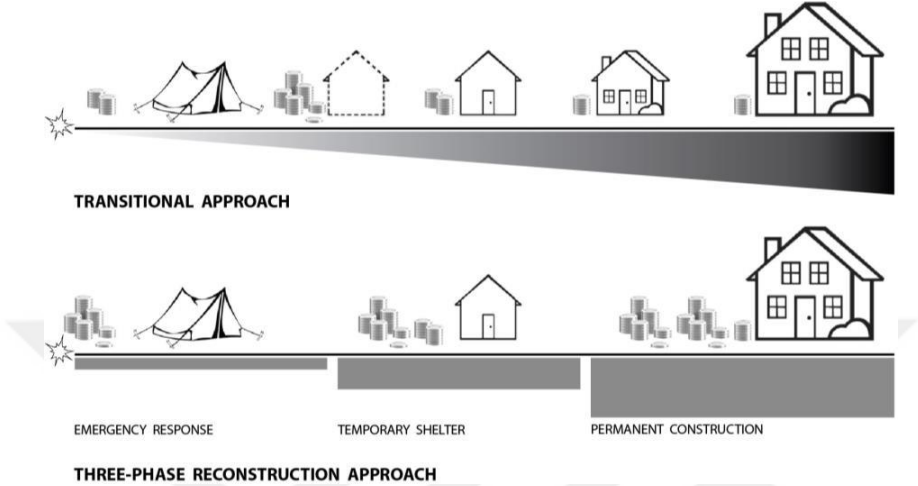 TRANSITIONAL APPROACH
EMERGENCY RESPONSE
TEMPORARY SHELTER
PERMANENT CONSTRUCTION
THREE-PHASE RECONSTRUCTION APPROACH